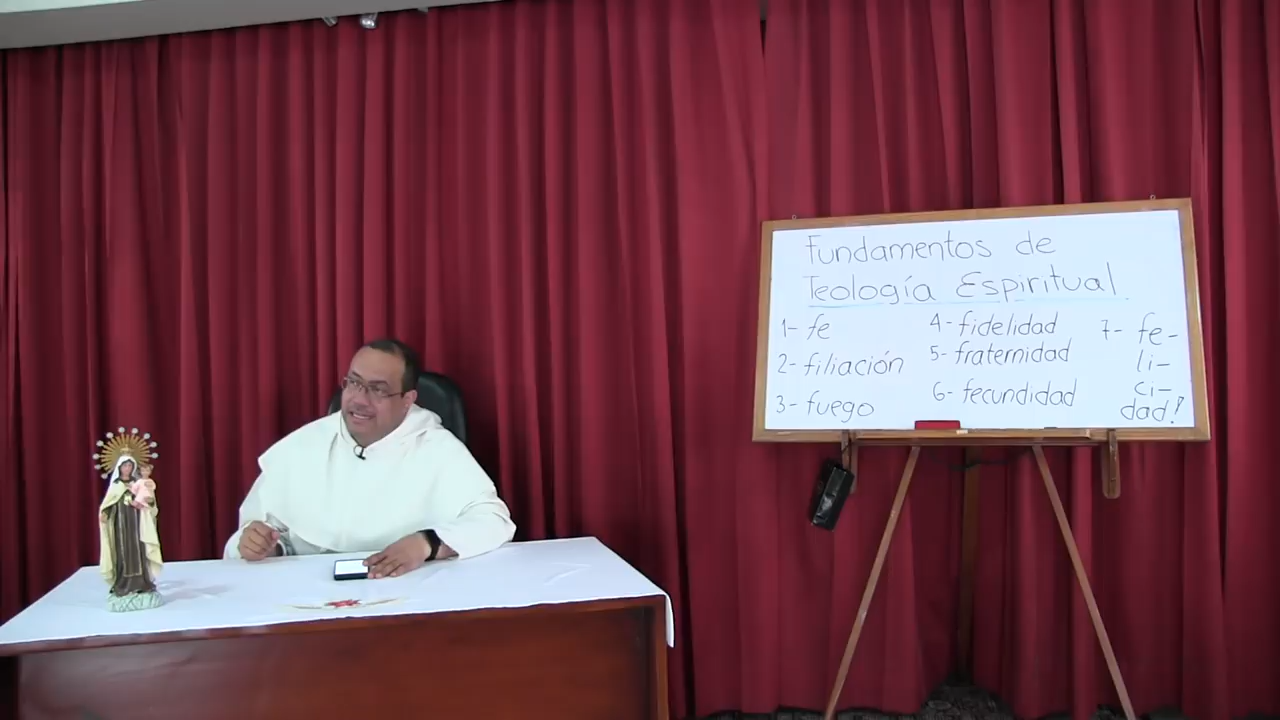 Fundamentos de
Teología Espiritual
1- fe
2- filiación
3- fuego
4- fidelidad
5- fraternidad
6- fecundidad
7- fe-
li-
ci-
dad!